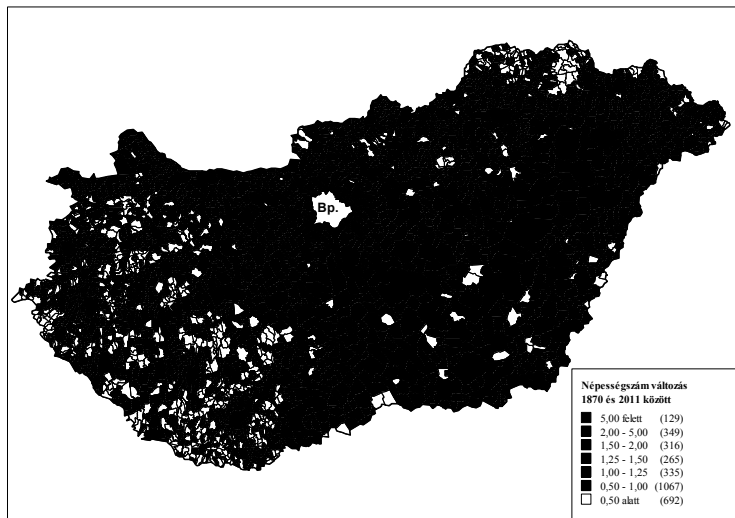 Bp.
Népességszám változás
1870 és 2011 között
5,00 felett (129)
2,00 - 5,00 (349)
1,50 - 2,00 (316)
1,25 - 1,50 (265)
1,00 - 1,25 (335)
0,50 - 1,00 (1067)
0,50 alatt (692)